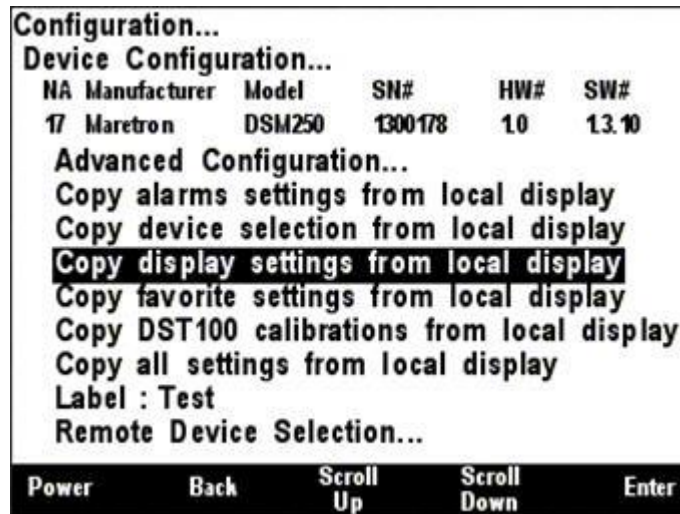 Configuration...
Device Configuration...
NA Manufacturer Model SN# HW# SW#
17 Maretron DSM250 1300178 1.0 1.3.10
Advanced Configuration...
Copy alarms settings from local display
Copy device selection from local display
Copy display settings from local display
Copy favorite settings from local display
Copy DST100 calibrations from local display
Copy all settings from local display
Label : Test
Remote Device Selection...
Power Back Scroll Up Scroll Down Enter